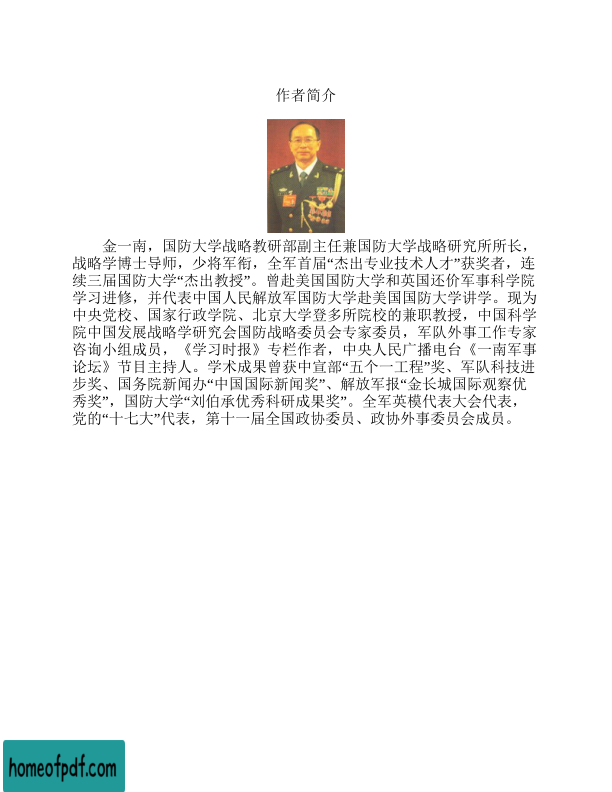 作者简介
金一南，国防大学战略教研部副主任兼国防大学战略研究所所长，
战略学博士导师，少将军衔，全军首届“杰出专业技术人才”获奖者，连
续三届国防大学“杰出教授”。曾赴美国国防大学和英国还价军事科学院
学习进修，并代表中国人民解放军国防大学赴美国国防大学讲学。现为
中央党校、国家行政学院、北京大学登多所院校的兼职教授，中国科学
院中国发展战略学研究会国防战略委员会专家委员，军队外事工作专家
咨询小组成员，《学习时报》专栏作者，中央人民广播电台《一南军事
论坛》节目主持人。学术成果曾获中宣部“五个一工程”奖、军队科技进
步奖、国务院新闻办“中国国际新闻奖”、解放军报“金长城国际观察优
秀奖”，国防大学“刘伯承优秀科研成果奖”。全军英模代表大会代表，
党的“十七大”代表，第十一届全国政协委员、政协外事委员会成员。
homeofpdf.com